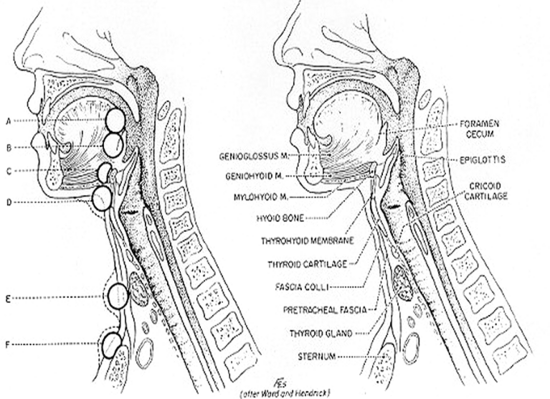 A
B
C
D
E
F
FORAMEN
CECUM
GENIOGLOSSUS M.
EPIGLOTTIS
GENIOHYOID M.
CRICOID
CARTILAGE
MYLOHYOID M.
HYOID BONE
THYROHYOID MEMBRANE
THYROID CARTILAGE
FASCIA COLLI
PRETRACHEAL FASCIA
THYROID GLAND
STERNUM
(after Ward and Hendrick)